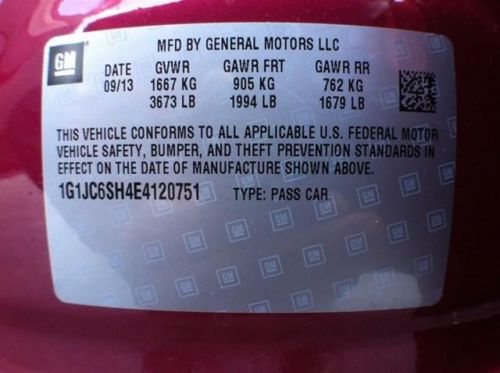 GM
MFD BY GENERAL MOTORS LLC
DATE GVWR GAWR FRT GAWR RR
09/13 1667 KG 905 KG 762 KG
3673 LB 1994 LB 1679 LB
THIS VEHICLE CONFORMS TO ALL APPLICABLE U.S. FEDERAL MOTOR
VEHICLE SAFETY, BUMPER, AND THEFT PREVENTION STANDARDS IN
EFFECT ON THE DATE OF MANUFACTURE SHOWN ABOVE.
1G1JC6SH4E4120751 TYPE: PASS CAR